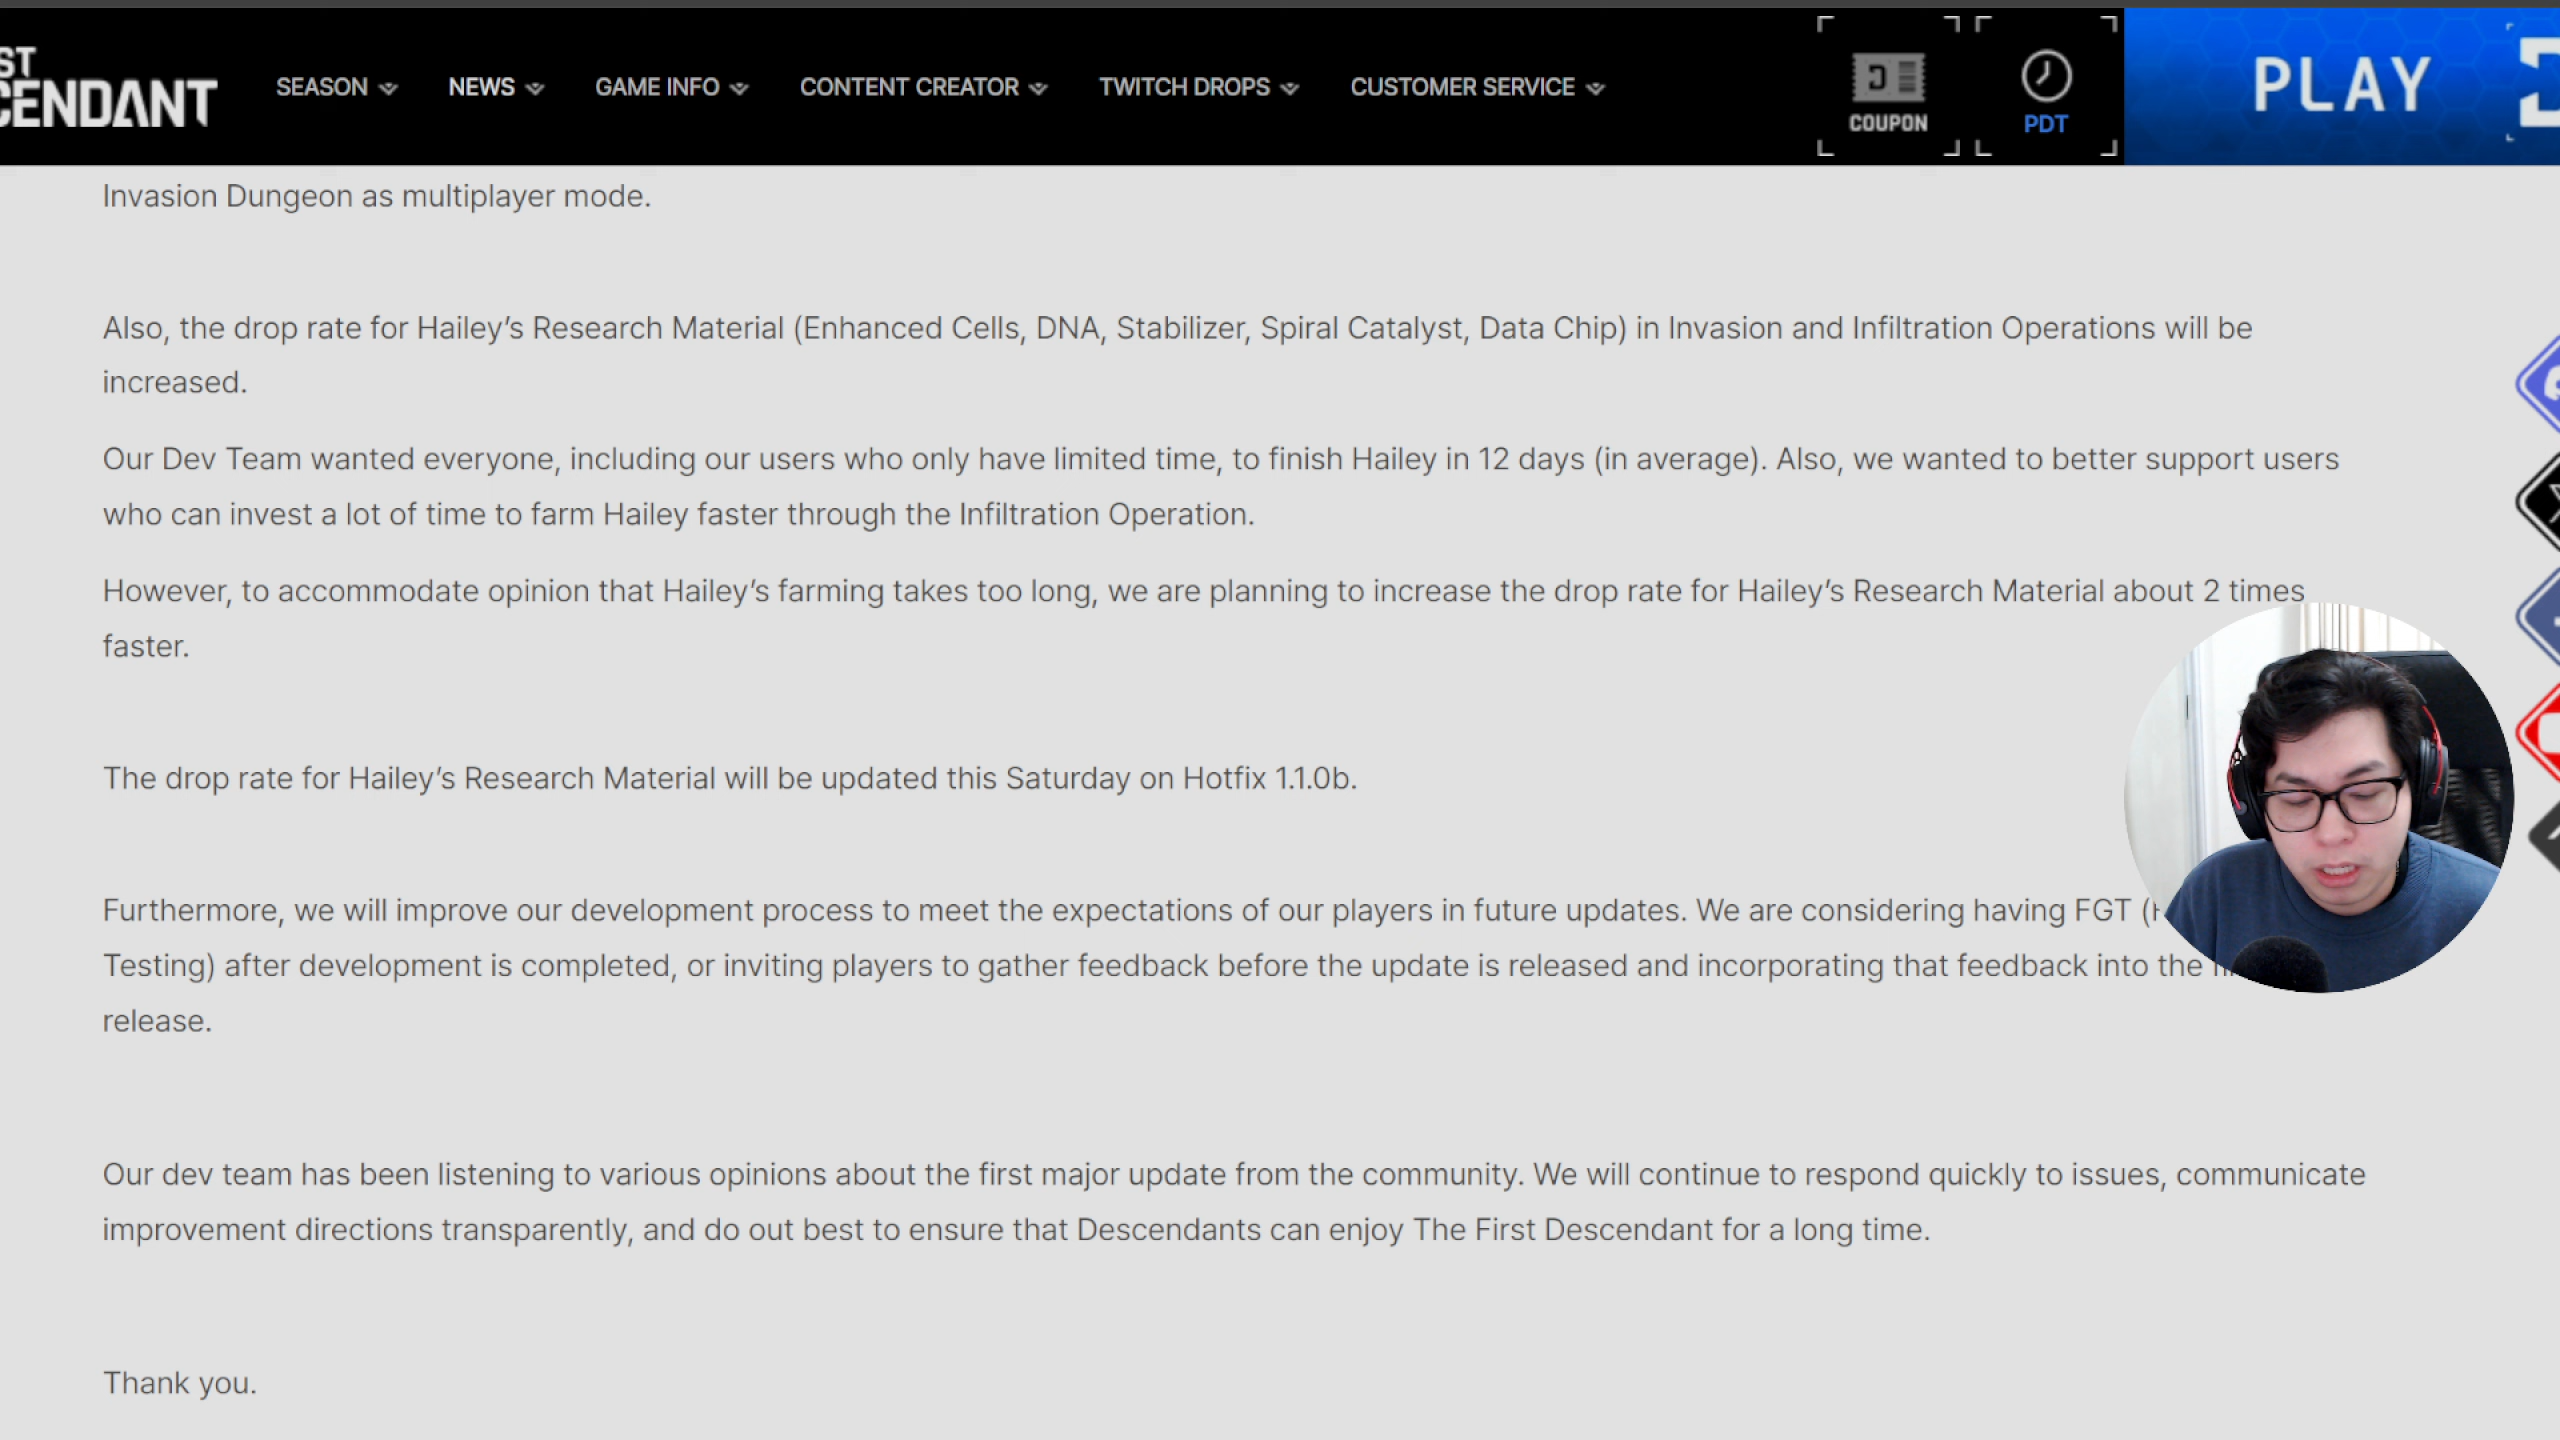 ST
CENDANT
SEASON
NEWS
GAME INFO
CONTENT CREATOR
TWITCH DROPS
CUSTOMER SERVICE
COUPON
PDT
PLAY
Invasion Dungeon as multiplayer mode.
Also, the drop rate for Hailey’s Research Material (Enhanced Cells, DNA, Stabilizer, Spiral Catalyst, Data Chip) in Invasion and Infiltration Operations will be
increased.
Our Dev Team wanted everyone, including our users who only have limited time, to finish Hailey in 12 days (in average). Also, we wanted to better support users
who can invest a lot of time to farm Hailey faster through the Infiltration Operation.
However, to accommodate opinion that Hailey’s farming takes too long, we are planning to increase the drop rate for Hailey’s Research Material about 2 times
faster.
The drop rate for Hailey’s Research Material will be updated this Saturday on Hotfix 1.1.0b.
Furthermore, we will improve our development process to meet the expectations of our players in future updates. We are considering having FGT (
Testing) after development is completed, or inviting players to gather feedback before the update is released and incorporating that feedback into the
release.
Our dev team has been listening to various opinions about the first major update from the community. We will continue to respond quickly to issues, communicate
improvement directions transparently, and do out best to ensure that Descendants can enjoy The First Descendant for a long time.
Thank you.